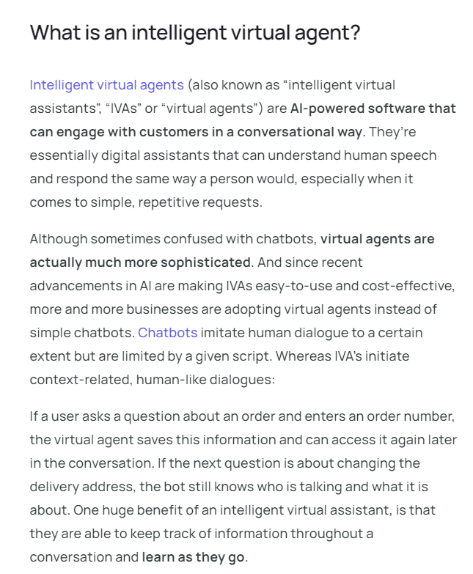 What is an intelligent virtual agent?
Intelligent virtual agents (also known as “intelligent virtual
assistants”, “IVAs” or “virtual agents”) are AI-powered software that
can engage with customers in a conversational way. They’re
essentially digital assistants that can understand human speech
and respond the same way a person would, especially when it
comes to simple, repetitive requests.
Although sometimes confused with chatbots, virtual agents are
actually much more sophisticated. And since recent
advancements in AI are making IVAs easy-to-use and cost-effective,
more and more businesses are adopting virtual agents instead of
simple chatbots. Chatbots imitate human dialogue to a certain
extent but are limited by a given script. Whereas IVA’s initiate
context-related, human-like dialogues:
If a user asks a question about an order and enters an order number,
the virtual agent saves this information and can access it again later
in the conversation. If the next question is about changing the
delivery address, the bot still knows who is talking and what it is
about. One huge benefit of an intelligent virtual assistant, is that
they are able to keep track of information throughout a
conversation and learn as they go.